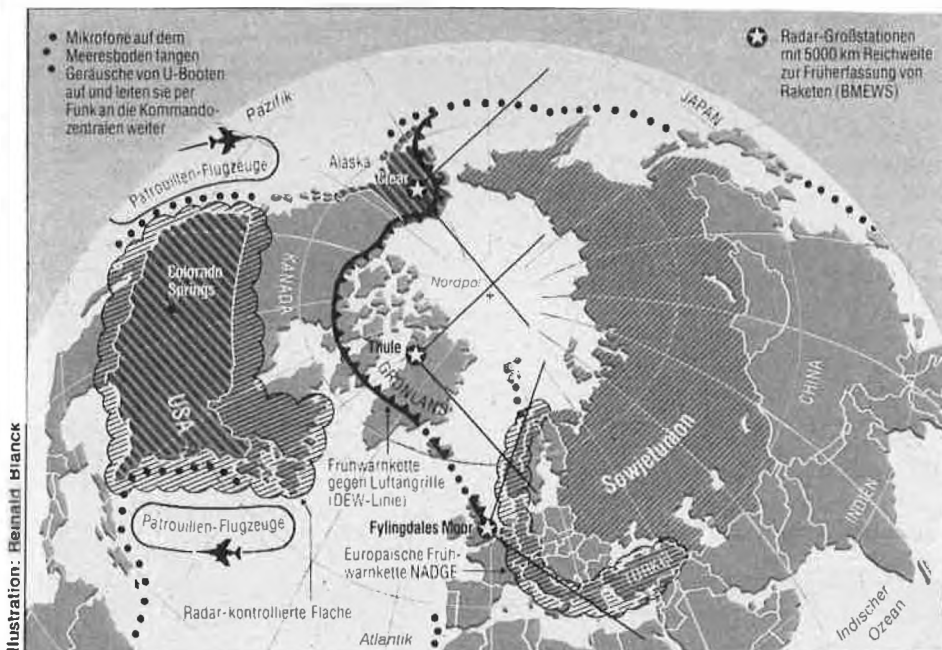 Mikrofone auf dem
Meeresboden fangen
Geräusche von U-Booten
auf und leiten sie per
Funk an die Kommando-
zentralen weiter
Radar-Großstationen
mit 5000 km Reichweite
zur Früherfassung von
Raketen (BMEWS)
Pazifik
JAPAN
Patrouillen-Flugzeuge
Alaska
Clear
Colorado
Springs
KANADA
Nordpol
CHINA
Thule
GRÖNLAND
USA
Sowjetunion
INDIEN
Frühwarnkette
gegen Luftangriffe
(DEW-Linie)
Patrouillen-Flugzeuge
Fylingdales Moor
Europäische Früh-
warnkette NADGE
TÜRKEI
Radar-kontrollierte Fläche
Atlantik
Indischer
Ozean
Illustration: Reinald Blanck